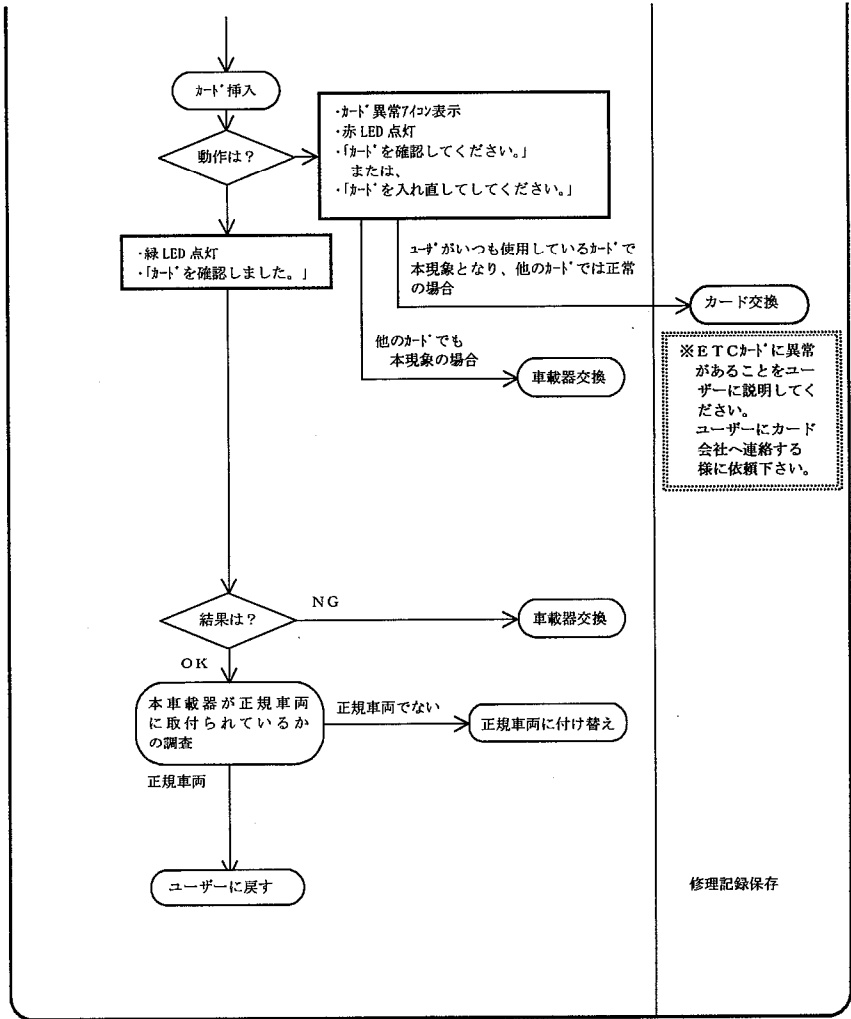 カード挿入
・カード異常アイコン表示
・赤LED点灯
・「カードを確認してください。」
または、
・「カードを入れ直してしてください。」
動作は？
・緑LED点灯
・「カードを確認しました。」
ユーザがいつも使用しているカードで
本現象となり、他のカードでは正常
の場合
カード交換
他のカードでも
本現象の場合
車載器交換
※ＥＴＣカードに異常
があることをユー
ザーに説明してく
ださい。
ユーザーにカード
会社へ連絡する
様に依頼下さい。
結果は？
ＮＧ
車載器交換
ＯＫ
本車載器が正規車両
に取付られているか
の調査
正規車両でない
正規車両に付け替え
正規車両
ユーザーに戻す
修理記録保存